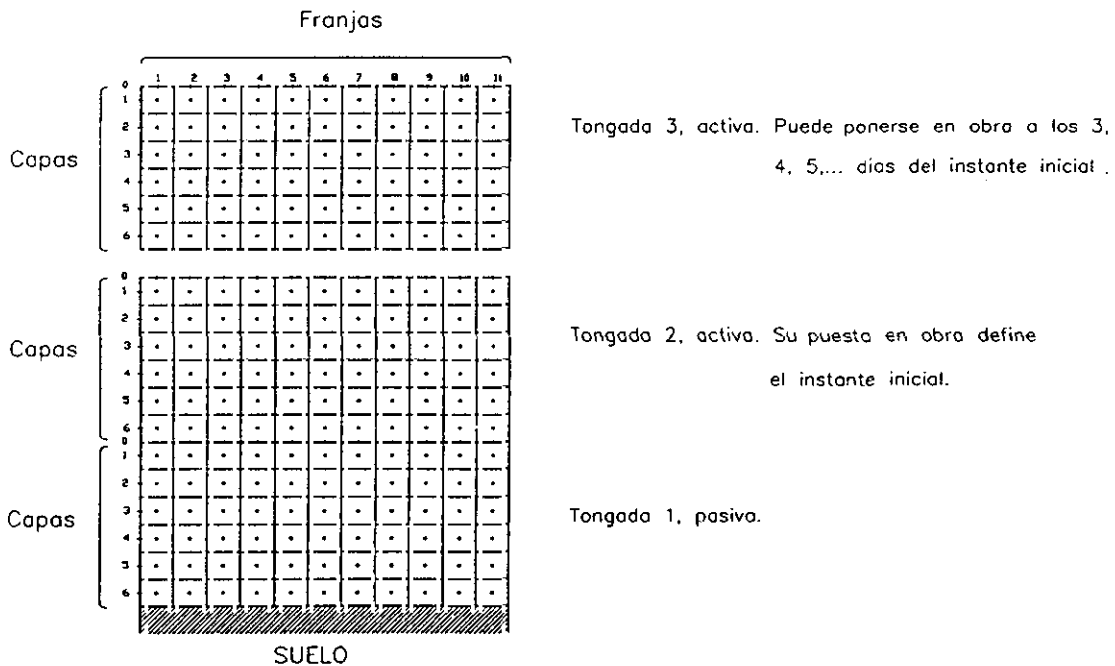 Franjas
1 2 3 4 5 6 7 8 9 10 11
0
1
2
Capas
3
4
5
6
Tongada 3, activa. Puede ponerse en obra a los 3,
4, 5,... dias del instante inicial .
0
1
2
Capas
3
4
5
6
Tongada 2, activa. Su puesta en obra define
el instante inicial.
0
1
2
3
Capas
4
5
6
Tongada 1, pasiva.
SUELO